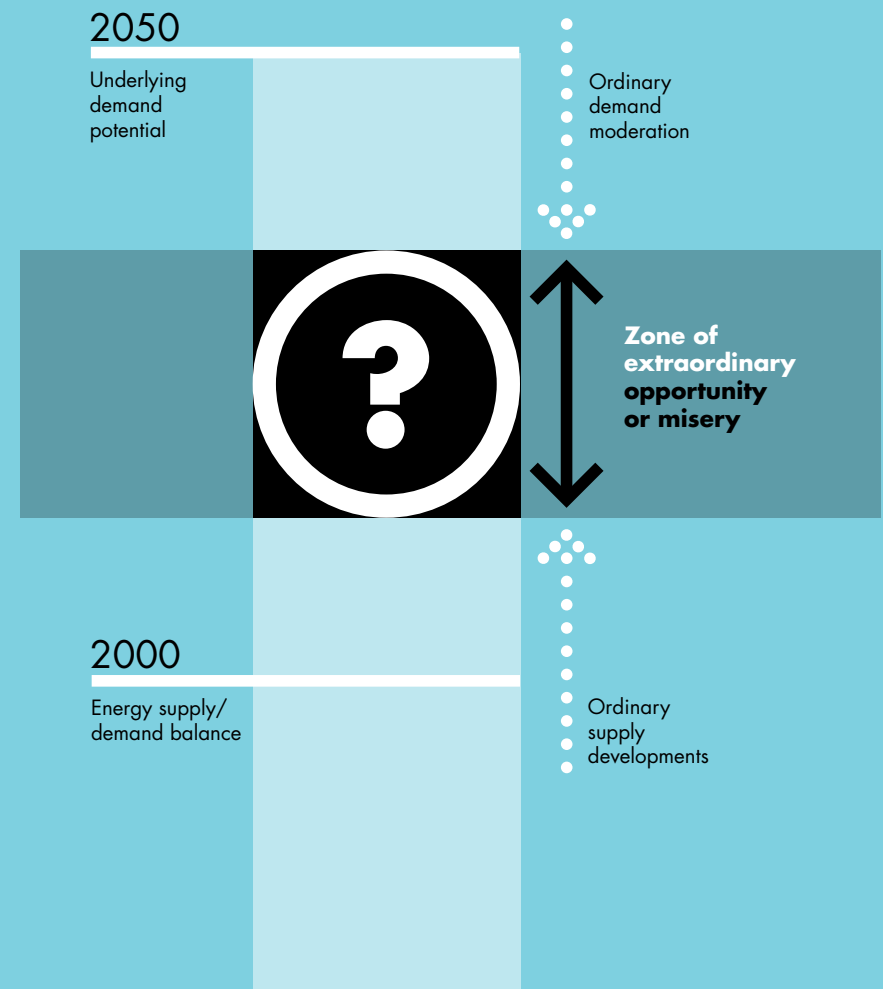 2050
Underlying
demand
potential
Ordinary
demand
moderation
?
Zone of
extraordinary
opportunity
or misery
2000
Energy supply/
demand balance
Ordinary
supply
developments